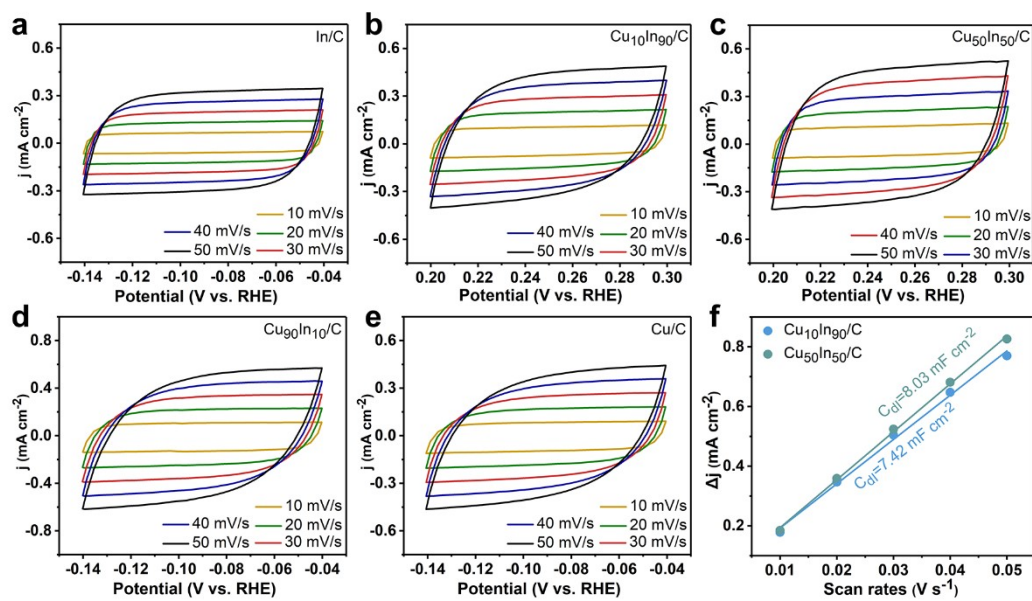 a
In/C
j (mA cm⁻²)
0.6
0.3
0.0
-0.3
-0.6
10 mV/s
40 mV/s
20 mV/s
50 mV/s
30 mV/s
-0.14
-0.12
-0.10
-0.08
-0.06
-0.04
Potential (V vs. RHE)
b
Cu₁₀In₉₀/C
j (mA cm⁻²)
0.6
0.3
0.0
-0.3
-0.6
10 mV/s
40 mV/s
20 mV/s
50 mV/s
30 mV/s
0.20
0.22
0.24
0.26
0.28
0.30
Potential (V vs. RHE)
c
Cu₅₀In₅₀/C
j (mA cm⁻²)
0.6
0.3
0.0
-0.3
-0.6
10 mV/s
40 mV/s
20 mV/s
50 mV/s
30 mV/s
0.20
0.22
0.24
0.26
0.28
0.30
Potential (V vs. RHE)
d
Cu₉₀In₁₀/C
j (mA cm⁻²)
0.8
0.4
0.0
-0.4
-0.8
10 mV/s
40 mV/s
20 mV/s
50 mV/s
30 mV/s
-0.14
-0.12
-0.10
-0.08
-0.06
-0.04
Potential (V vs. RHE)
e
Cu/C
j (mA cm⁻²)
0.6
0.3
0.0
-0.3
-0.6
10 mV/s
40 mV/s
20 mV/s
50 mV/s
30 mV/s
-0.14
-0.12
-0.10
-0.08
-0.06
-0.04
Potential (V vs. RHE)
f
Cu₁₀In₉₀/C
Cu₅₀In₅₀/C
Cdl=8.03 mF cm⁻²
Cdl=7.42 mF cm⁻²
Δj (mA cm⁻²)
0.8
0.6
0.4
0.2
0.01
0.02
0.03
0.04
0.05
Scan rates (V s⁻¹)